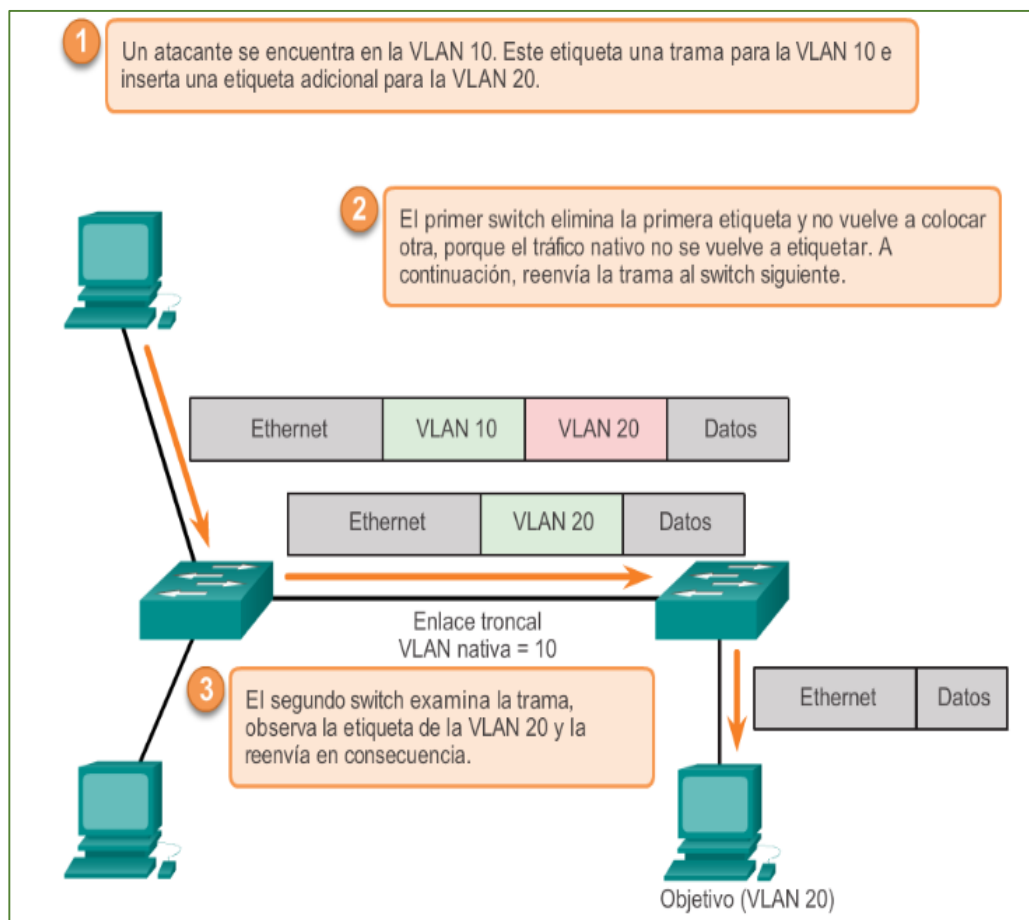 1
Un atacante se encuentra en la VLAN 10. Este etiqueta una trama para la VLAN 10 e
inserta una etiqueta adicional para la VLAN 20.
2
El primer switch elimina la primera etiqueta y no vuelve a colocar
otra, porque el tráfico nativo no se vuelve a etiquetar. A
continuación, reenvía la trama al switch siguiente.
Ethernet VLAN 10 VLAN 20 Datos
Ethernet VLAN 20 Datos
Enlace troncal
VLAN nativa = 10
3
El segundo switch examina la trama,
observa la etiqueta de la VLAN 20 y la
reenvía en consecuencia.
Ethernet Datos
Objetivo (VLAN 20)